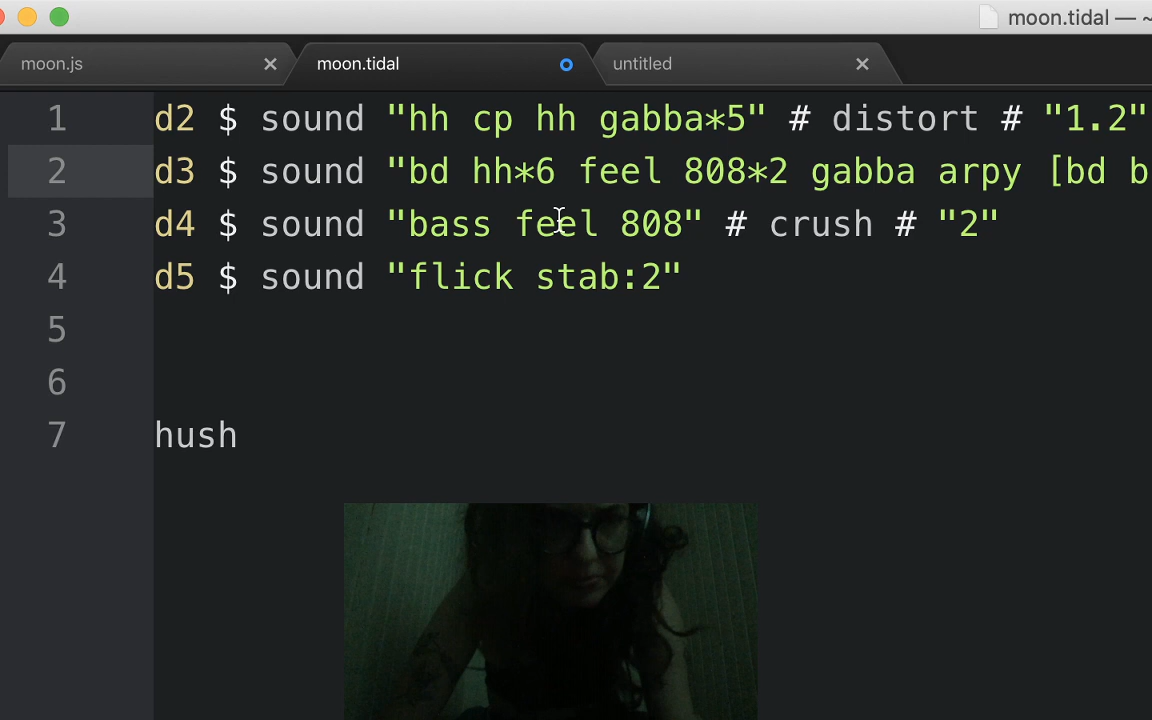 moon.tidal — ~
moon.js
moon.tidal
untitled
1 d2 $ sound "hh cp hh gabba*5" # distort # "1.2"
2 d3 $ sound "bd hh*6 feel 808*2 gabba arpy [bd b
3 d4 $ sound "bass feel 808" # crush # "2"
4 d5 $ sound "flick stab:2"
5
6
7 hush